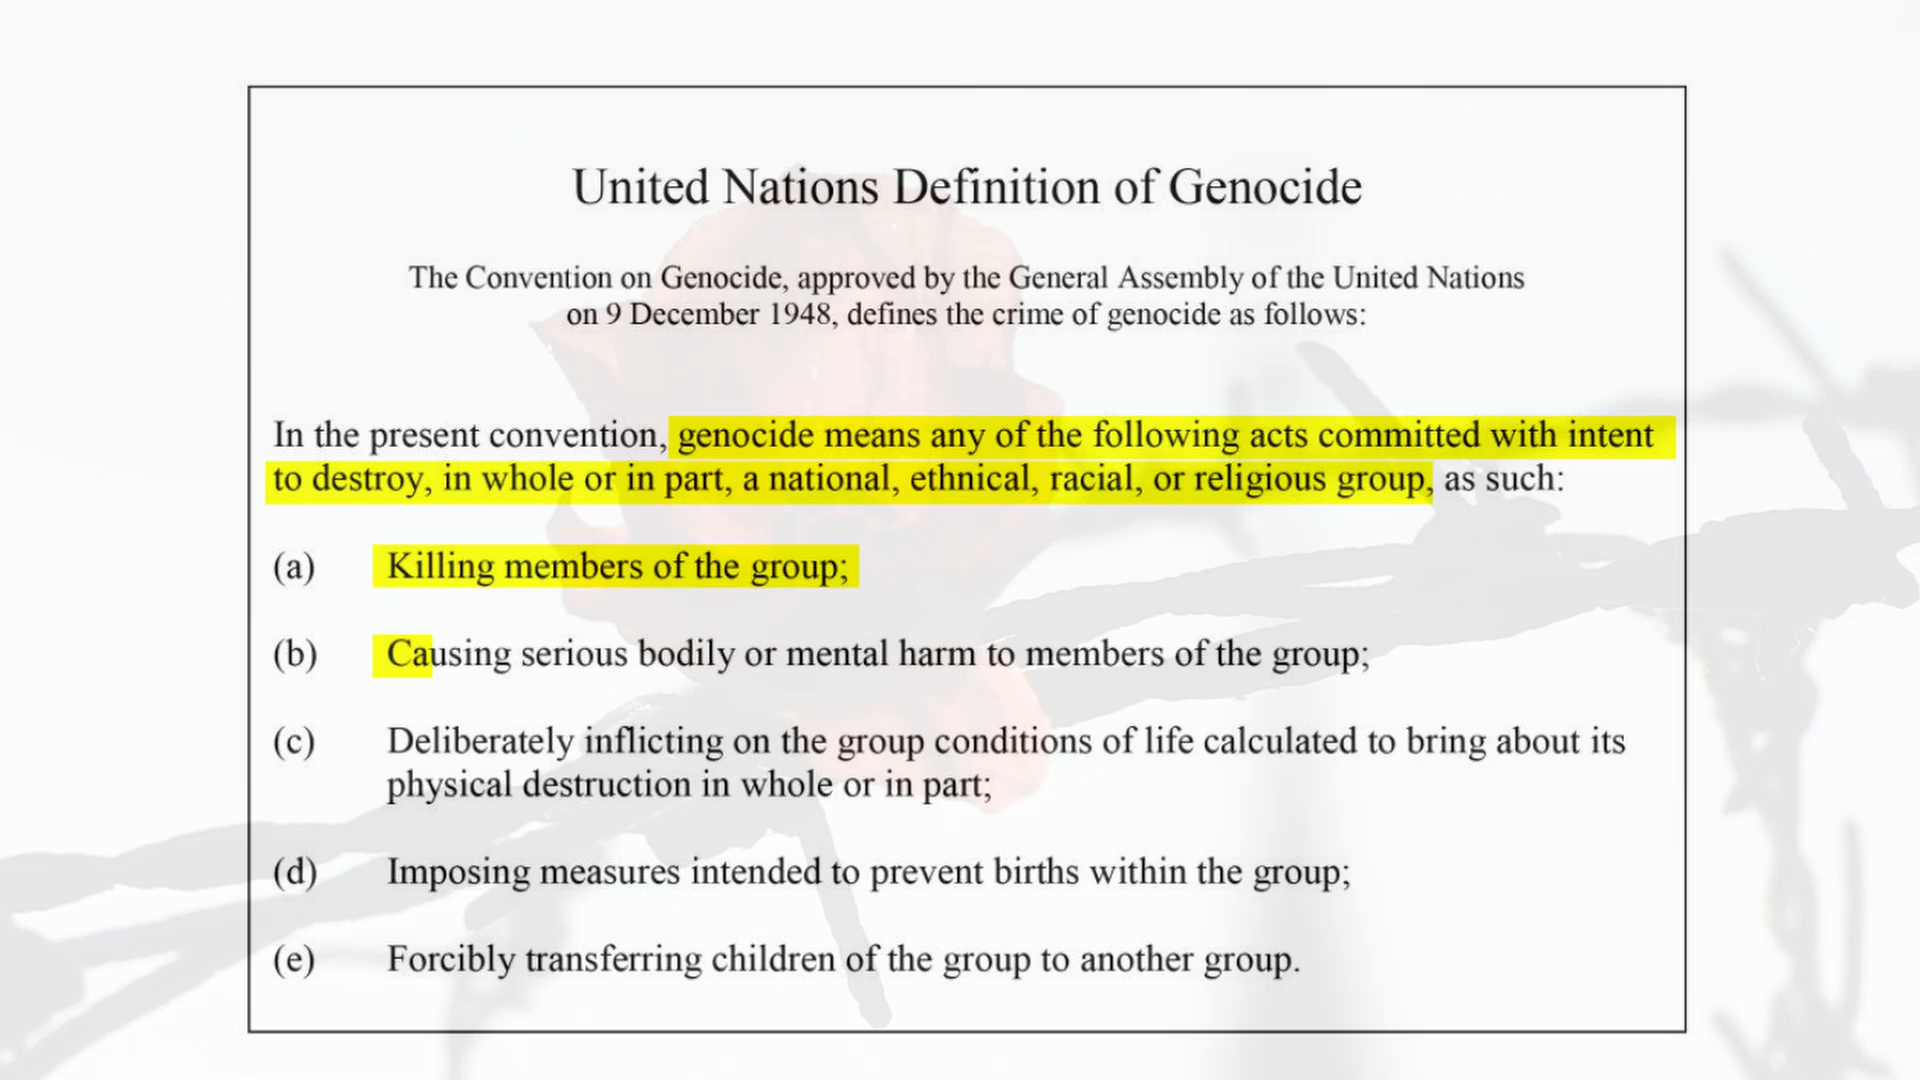 United Nations Definition of Genocide
The Convention on Genocide, approved by the General Assembly of the United Nations
on 9 December 1948, defines the crime of genocide as follows:
In the present convention, genocide means any of the following acts committed with intent
to destroy, in whole or in part, a national, ethnical, racial, or religious group, as such:
(a) Killing members of the group;
(b) Causing serious bodily or mental harm to members of the group;
(c) Deliberately inflicting on the group conditions of life calculated to bring about its
physical destruction in whole or in part;
(d) Imposing measures intended to prevent births within the group;
(e) Forcibly transferring children of the group to another group.